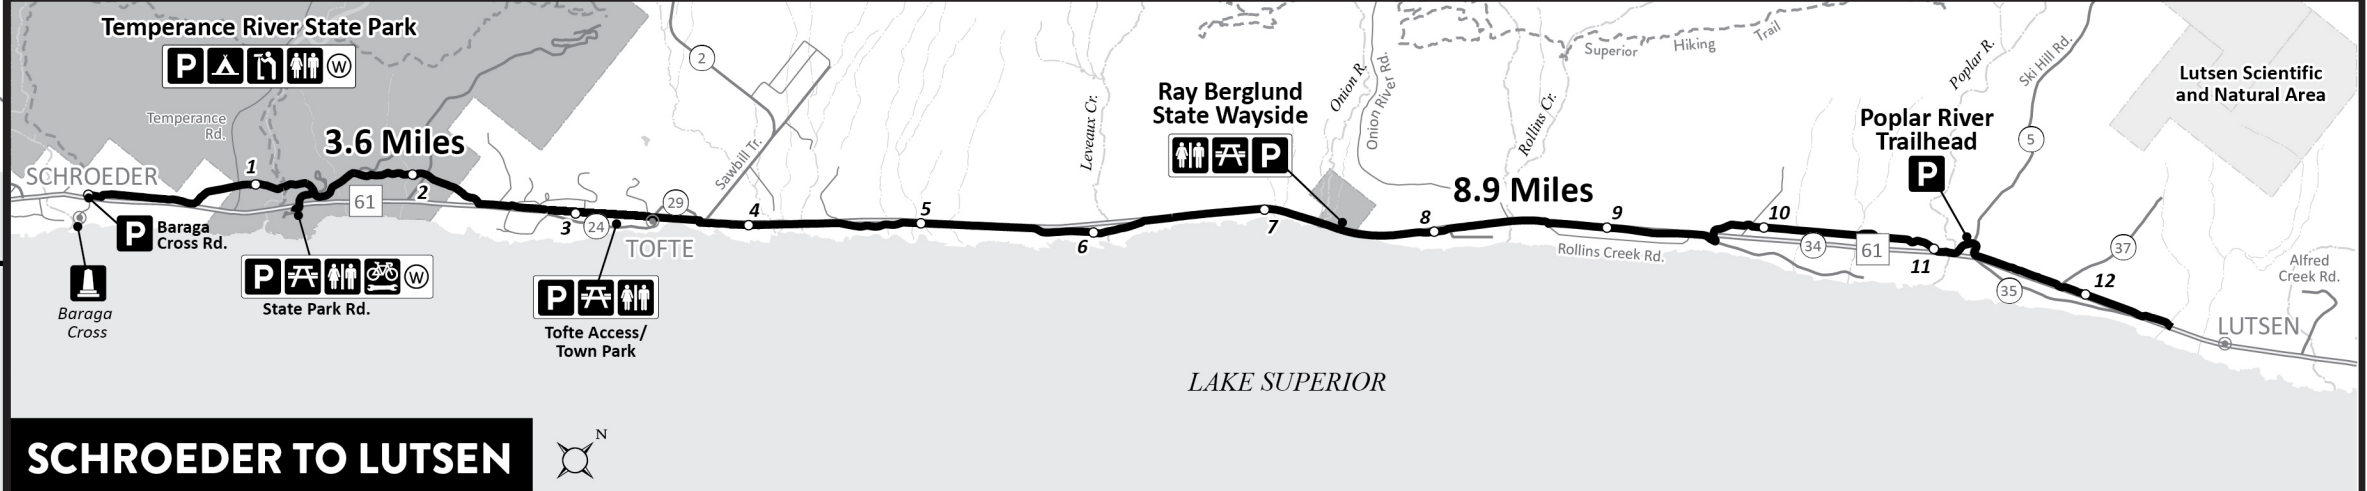 Temperance River State Park
P
W
Temperance
Rd.
3.6 Miles
SCHROEDER
1
2
61
P
Baraga
Cross Rd.
Baraga
Cross
P
W
State Park Rd.
2
Sawbill Tr.
29
3
24
TOFTE
4
P
Tofte Access/
Town Park
5
Leveaux Cr.
6
Ray Berglund
State Wayside
P
7
Onion R.
Onion River Rd.
8
8.9 Miles
Rollins Cr.
Superior
Hiking
Trail
9
Rollins Creek Rd.
10
34
61
11
Poplar River
Trailhead
P
Poplar R.
Ski Hill Rd.
5
35
37
12
Lutsen Scientific
and Natural Area
Alfred
Creek Rd.
LUTSEN
LAKE SUPERIOR
SCHROEDER TO LUTSEN
N